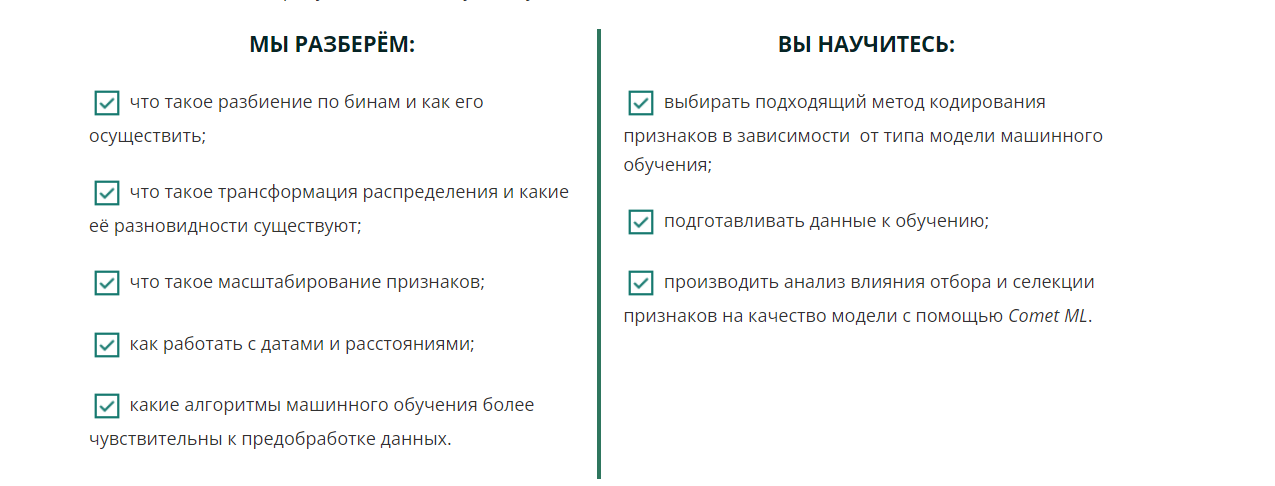 МЫ РАЗБЕРЁМ:
что такое разбиение по бинам и как его
осуществить;
что такое трансформация распределения и какие
её разновидности существуют;
что такое масштабирование признаков;
как работать с датами и расстояниями;
какие алгоритмы машинного обучения более
чувствительны к предобработке данных.
ВЫ НАУЧИТЕСЬ:
выбирать подходящий метод кодирования
признаков в зависимости  от типа модели машинного
обучения;
подготавливать данные к обучению;
производить анализ влияния отбора и селекции
признаков на качество модели с помощью Comet ML.